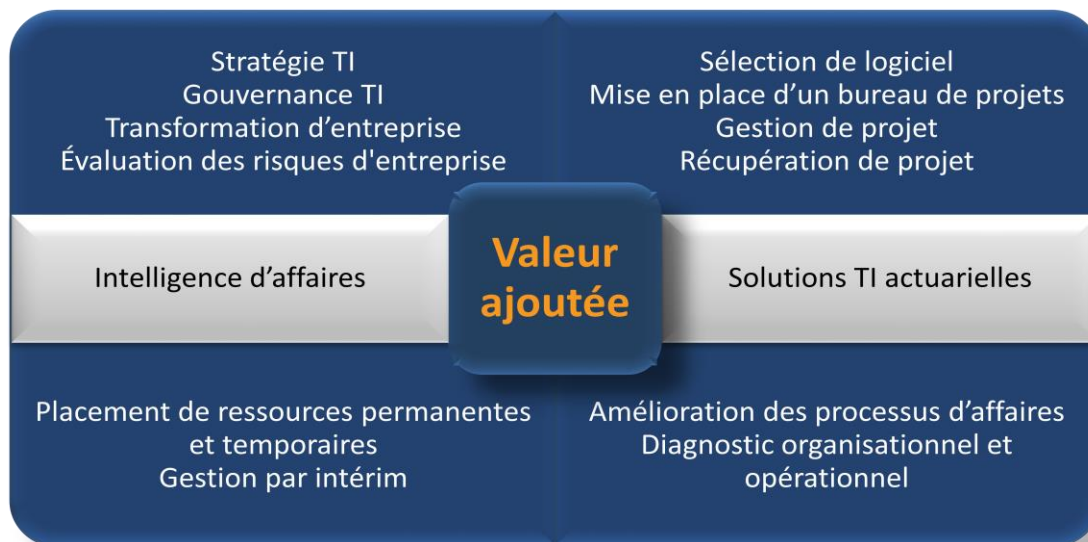 Stratégie TI
Gouvernance TI
Transformation d’entreprise
Évaluation des risques d'entreprise
Sélection de logiciel
Mise en place d’un bureau de projets
Gestion de projet
Récupération de projet
Intelligence d’affaires
Valeur
ajoutée
Solutions TI actuarielles
Placement de ressources permanentes
et temporaires
Gestion par intérim
Amélioration des processus d’affaires
Diagnostic organisationnel et
opérationnel